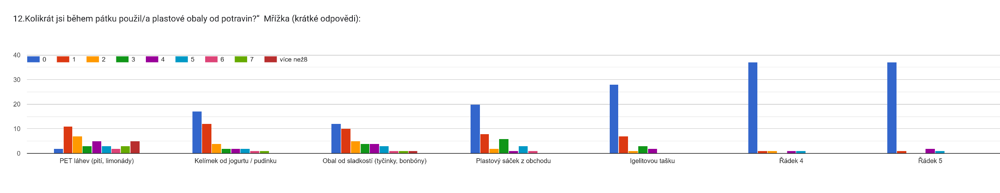 12.Kolikrát jsi během pátku použil/a plastové obaly od potravin?“  Mřížka (krátké odpovědi):
40
0 1 2 3 4 5 6 7 více než8
30
20
10
0
PET láhev (pití, limonády) Kelímek od jogurtu / pudinku Obal od sladkostí (tyčinky, bonbóny) Plastový sáček z obchodu Igelitovou tašku Řádek 4 Řádek 5